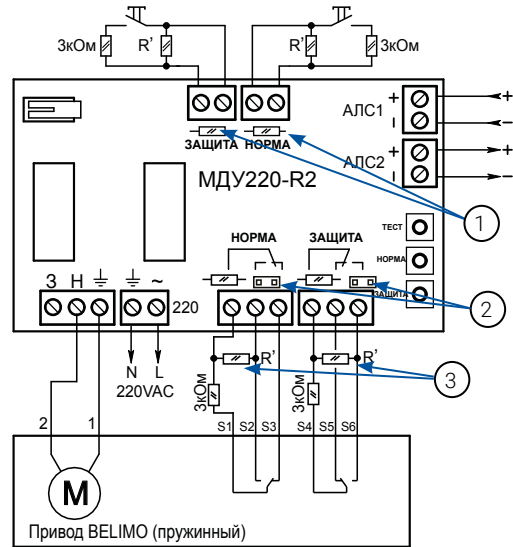 3кОм R' R' 3кОм
+ АЛС1 +
− −
ЗАЩИТА НОРМА
+ АЛС2 +
− −
МДУ220-R2
1
ТЕСТ
НОРМА ЗАЩИТА
НОРМА
ЗАЩИТА
2
З Н ~ 220
N L
220VAC
R' R'
3
3кОм 3кОм
2 1 S1 S2 S3 S4 S5 S6
М
Привод BELIMO (пружинный)